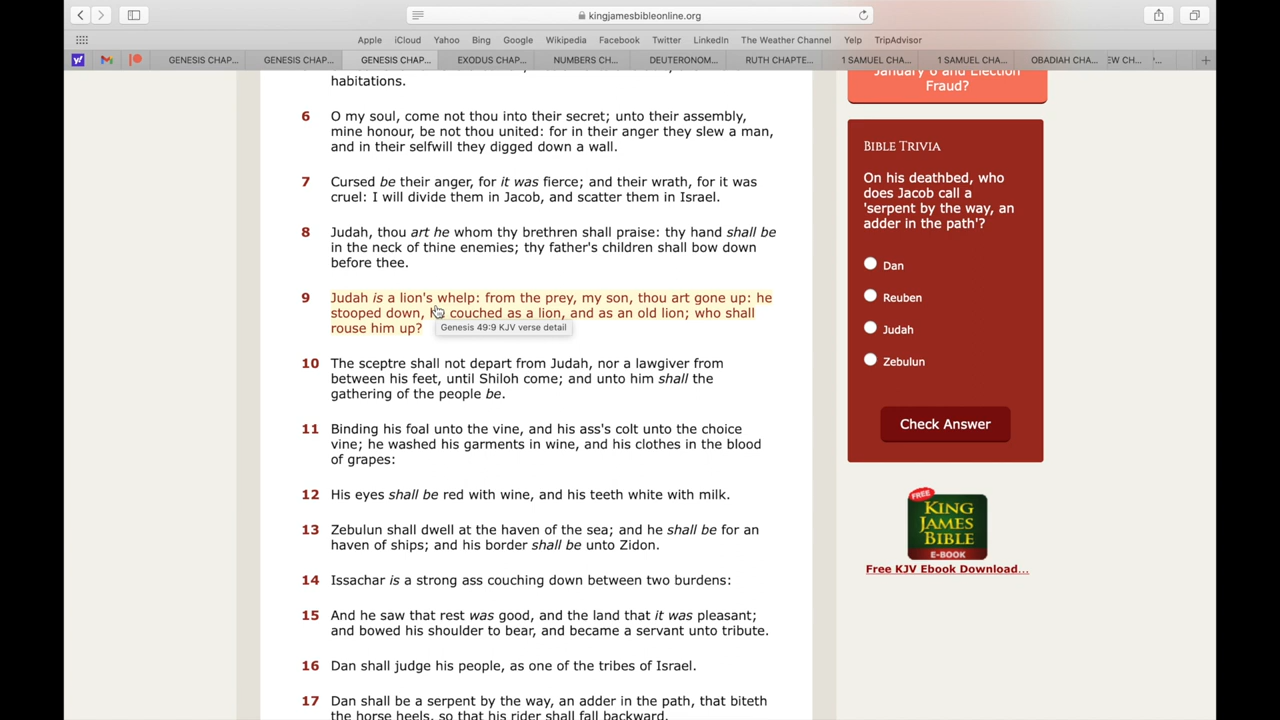 kingjamesbibleonline.org
Apple iCloud Yahoo Bing Google Wikipedia Facebook Twitter LinkedIn The Weather Channel Yelp TripAdvisor
GENESIS CHAP... GENESIS CHAP... GENESIS CHAP... EXODUS CHAP... NUMBERS CH... DEUTERONOM... RUTH CHAPTE... 1 SAMUEL CHA... 1 SAMUEL CHA... OBADIAH CHA... EW CH...
habitations.
6 O my soul, come not thou into their secret; unto their assembly,
mine honour, be not thou united: for in their anger they slew a man,
and in their selfwill they digged down a wall.
7 Cursed be their anger, for it was fierce; and their wrath, for it was
cruel: I will divide them in Jacob, and scatter them in Israel.
8 Judah, thou art he whom thy brethren shall praise: thy hand shall be
in the neck of thine enemies; thy father's children shall bow down
before thee.
9 Judah is a lion's whelp: from the prey, my son, thou art gone up: he
stooped down, he couched as a lion, and as an old lion; who shall
rouse him up?
Genesis 49:9 KJV verse detail
10 The sceptre shall not depart from Judah, nor a lawgiver from
between his feet, until Shiloh come; and unto him shall the
gathering of the people be.
11 Binding his foal unto the vine, and his ass's colt unto the choice
vine; he washed his garments in wine, and his clothes in the blood
of grapes:
12 His eyes shall be red with wine, and his teeth white with milk.
13 Zebulun shall dwell at the haven of the sea; and he shall be for an
haven of ships; and his border shall be unto Zidon.
14 Issachar is a strong ass couching down between two burdens:
15 And he saw that rest was good, and the land that it was pleasant;
and bowed his shoulder to bear, and became a servant unto tribute.
16 Dan shall judge his people, as one of the tribes of Israel.
17 Dan shall be a serpent by the way, an adder in the path, that biteth
the horse heels, so that his rider shall fall backward.
January 6 and Election
Fraud?
BIBLE TRIVIA
On his deathbed, who
does Jacob call a
'serpent by the way, an
adder in the path'?
Dan
Reuben
Judah
Zebulun
Check Answer
FREE
KING
JAMES
BIBLE
E-BOOK
Free KJV Ebook Download...